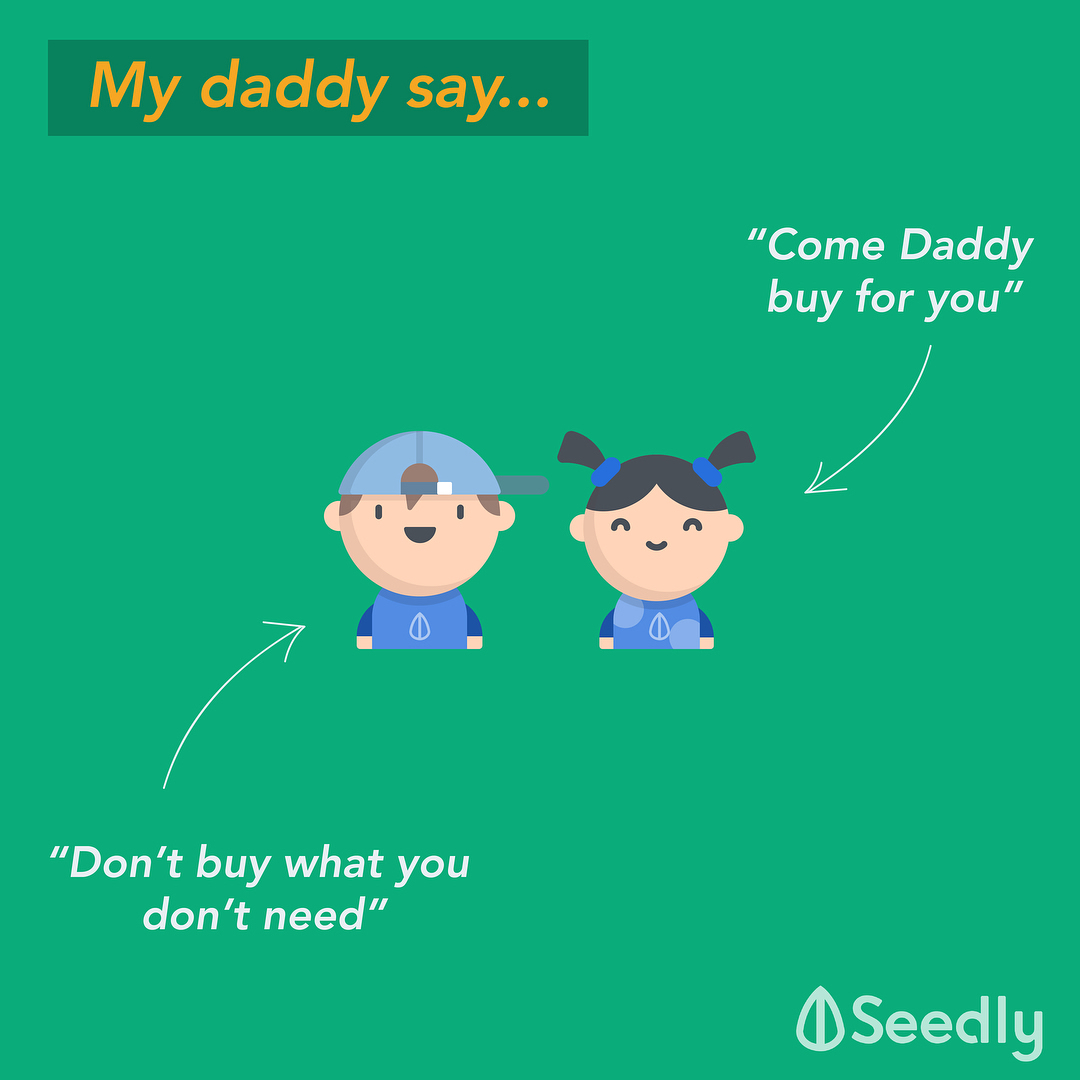 My daddy say...
“Come Daddy
buy for you”
“Don’t buy what you
don’t need”
Seedly